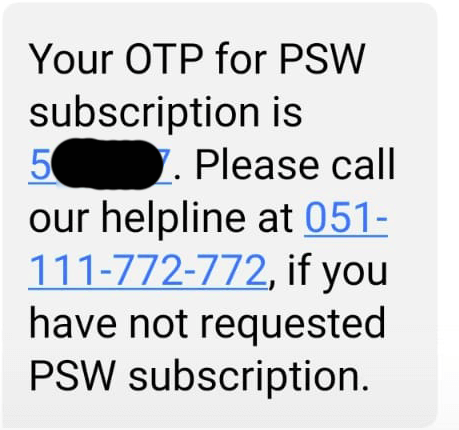 Your OTP for PSW
subscription is
5 7. Please call
our helpline at 051-
111-772-772, if you
have not requested
PSW subscription.